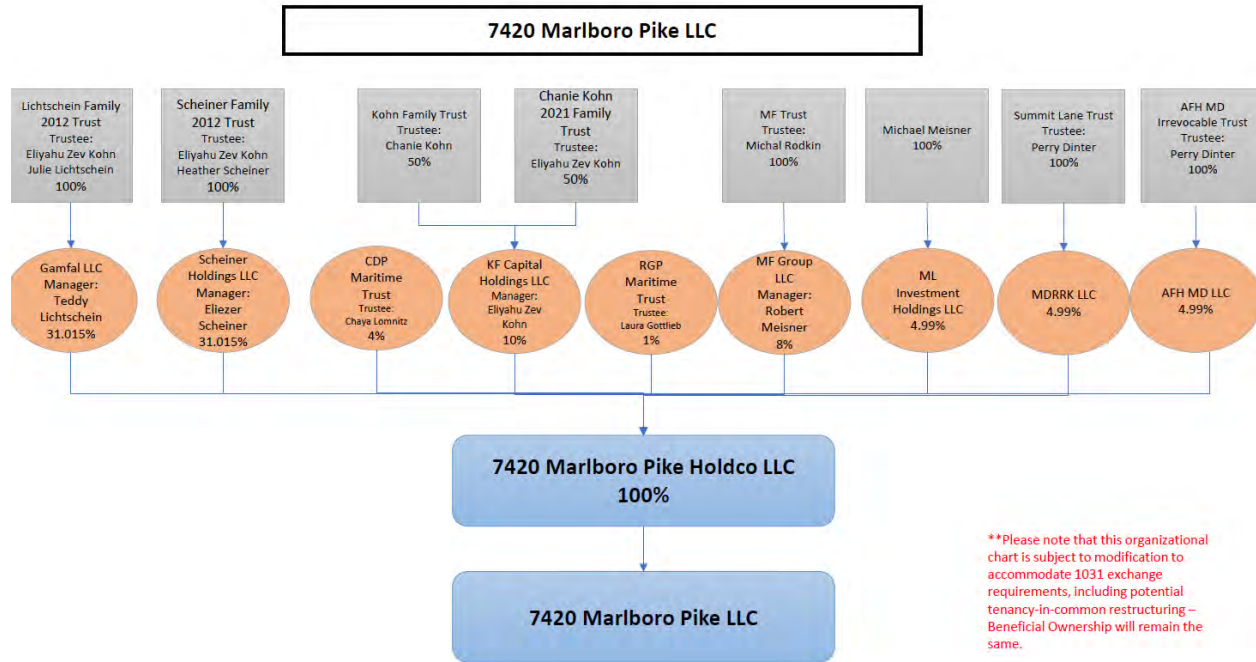 7420 Marlboro Pike LLC
Lichtschein Family
2012 Trust
Trustee:
Eliyahu Zev Kohn
Julie Lichtschein
100%
Scheiner Family
2012 Trust
Trustee:
Eliyahu Zev Kohn
Heather Scheiner
100%
Kohn Family Trust
Trustee:
Chanie Kohn
50%
Chanie Kohn
2021 Family
Trust
Trustee:
Eliyahu Zev Kohn
50%
MF Trust
Trustee:
Michal Rodkin
100%
Michael Meisner
100%
Summit Lane Trust
Trustee:
Perry Dinter
100%
AFH MD
Irrevocable Trust
Trustee:
Perry Dinter
100%
Gamfal LLC
Manager:
Teddy
Lichtschein
31.015%
Scheiner
Holdings LLC
Manager:
Eliezer
Scheiner
31.015%
CDP
Maritime
Trust
Trustee:
Chaya Lomnitz
4%
KF Capital
Holdings LLC
Manager:
Eliyahu Zev
Kohn
10%
RGP
Maritime
Trust
Trustee:
Laura Gottlieb
1%
MF Group
LLC
Manager:
Robert
Meisner
8%
ML
Investment
Holdings LLC
4.99%
MDRRK LLC
4.99%
AFH MD LLC
4.99%
7420 Marlboro Pike Holdco LLC
100%
7420 Marlboro Pike LLC
**Please note that this organizational
chart is subject to modification to
accommodate 1031 exchange
requirements, including potential
tenancy-in-common restructuring –
Beneficial Ownership will remain the
same.